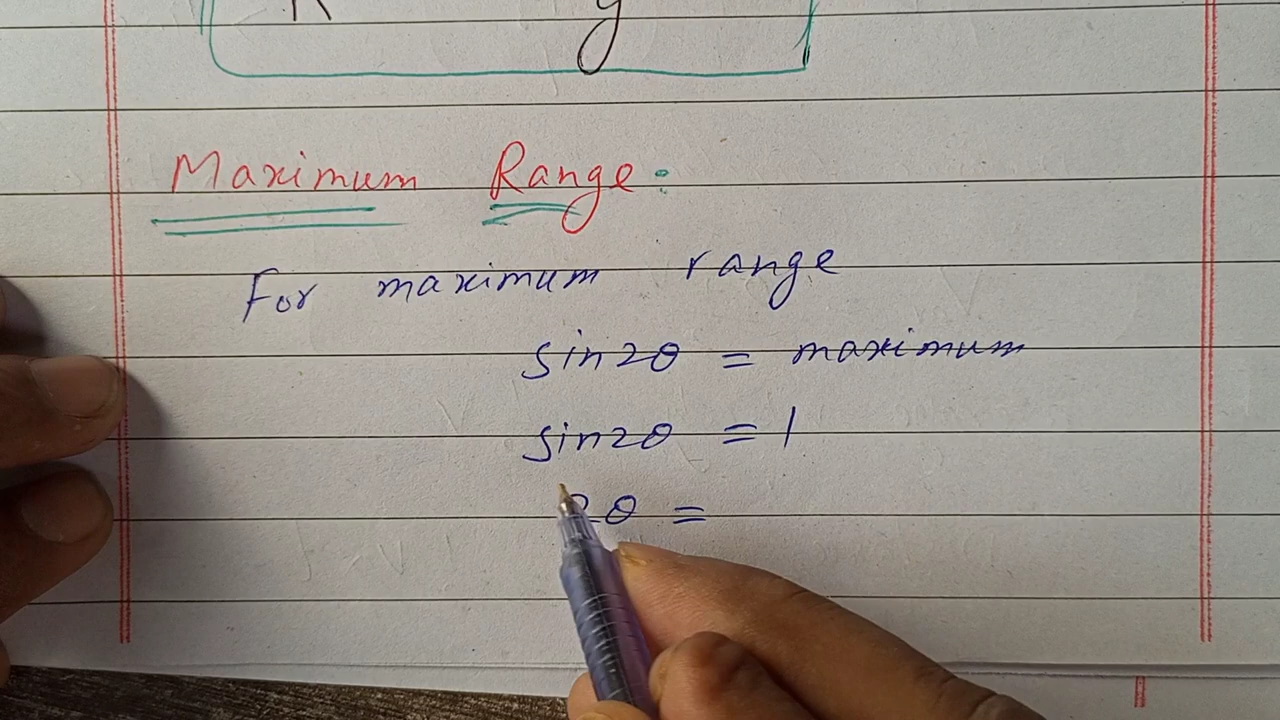 g
Maximum Range:
For maximum range
sin2θ = maximum
sin2θ = 1
2θ =